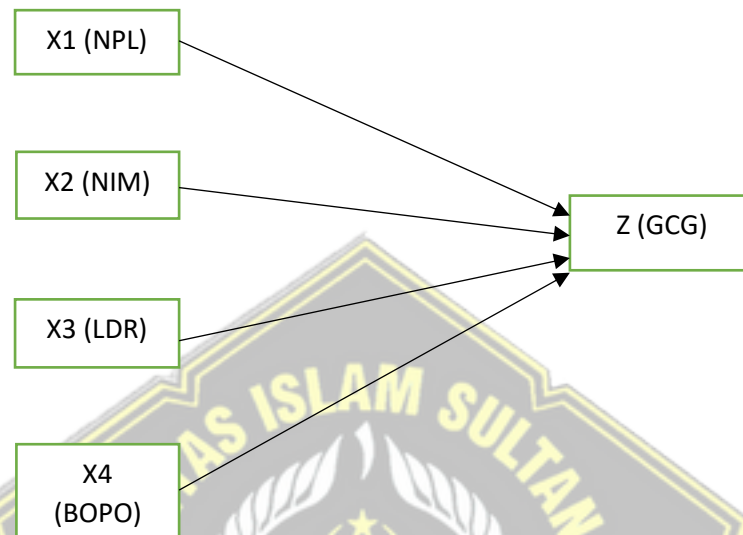 X1 (NPL)
X2 (NIM)
Z (GCG)
X3 (LDR)
X4
(BOPO)
AS ISLAM SULTAN